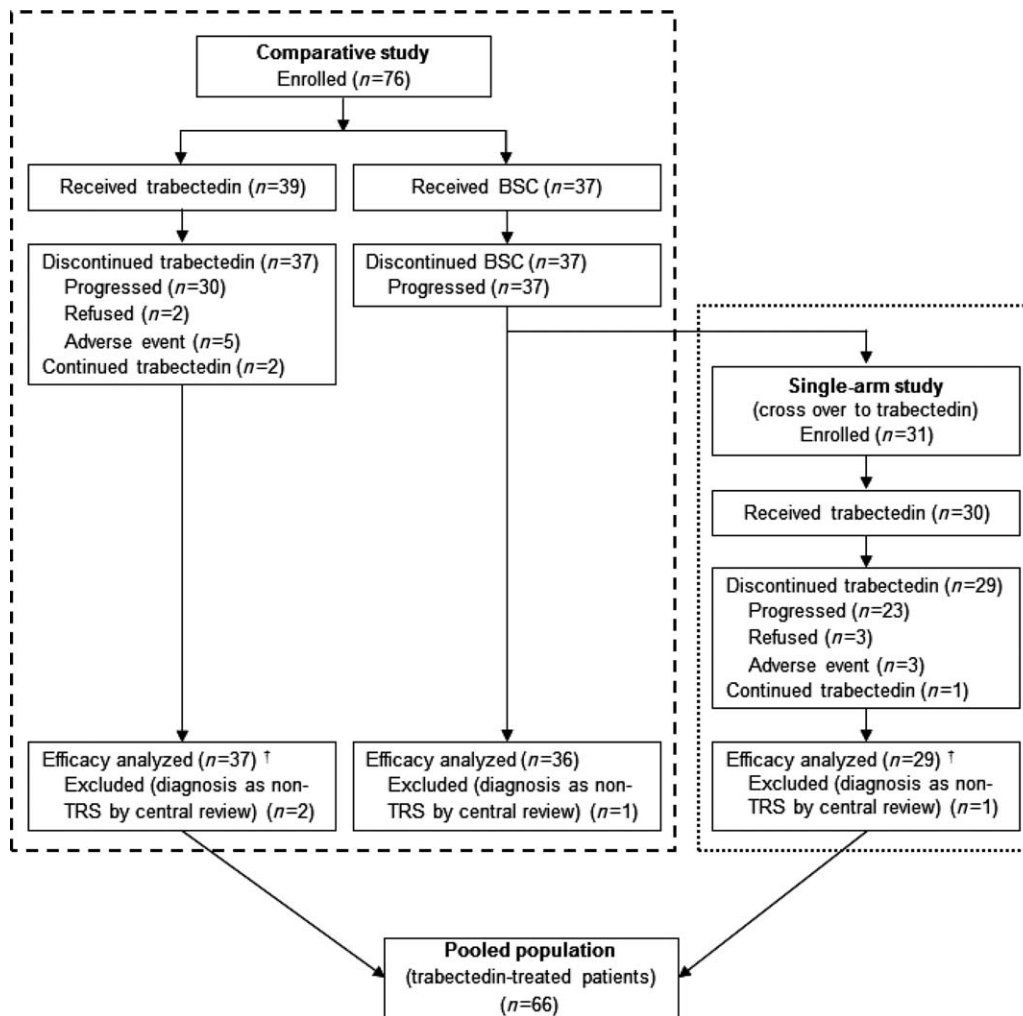 Comparative study
Enrolled (n=76)
Received trabectedin (n=39)
Received BSC (n=37)
Discontinued trabectedin (n=37)
Progressed (n=30)
Refused (n=2)
Adverse event (n=5)
Continued trabectedin (n=2)
Discontinued BSC (n=37)
Progressed (n=37)
Single-arm study
(cross over to trabectedin)
Enrolled (n=31)
Received trabectedin (n=30)
Discontinued trabectedin (n=29)
Progressed (n=23)
Refused (n=3)
Adverse event (n=3)
Continued trabectedin (n=1)
Efficacy analyzed (n=37) †
Excluded (diagnosis as non-
TRS by central review) (n=2)
Efficacy analyzed (n=36)
Excluded (diagnosis as non-
TRS by central review) (n=1)
Efficacy analyzed (n=29) †
Excluded (diagnosis as non-
TRS by central review) (n=1)
Pooled population
(trabectedin-treated patients)
(n=66)